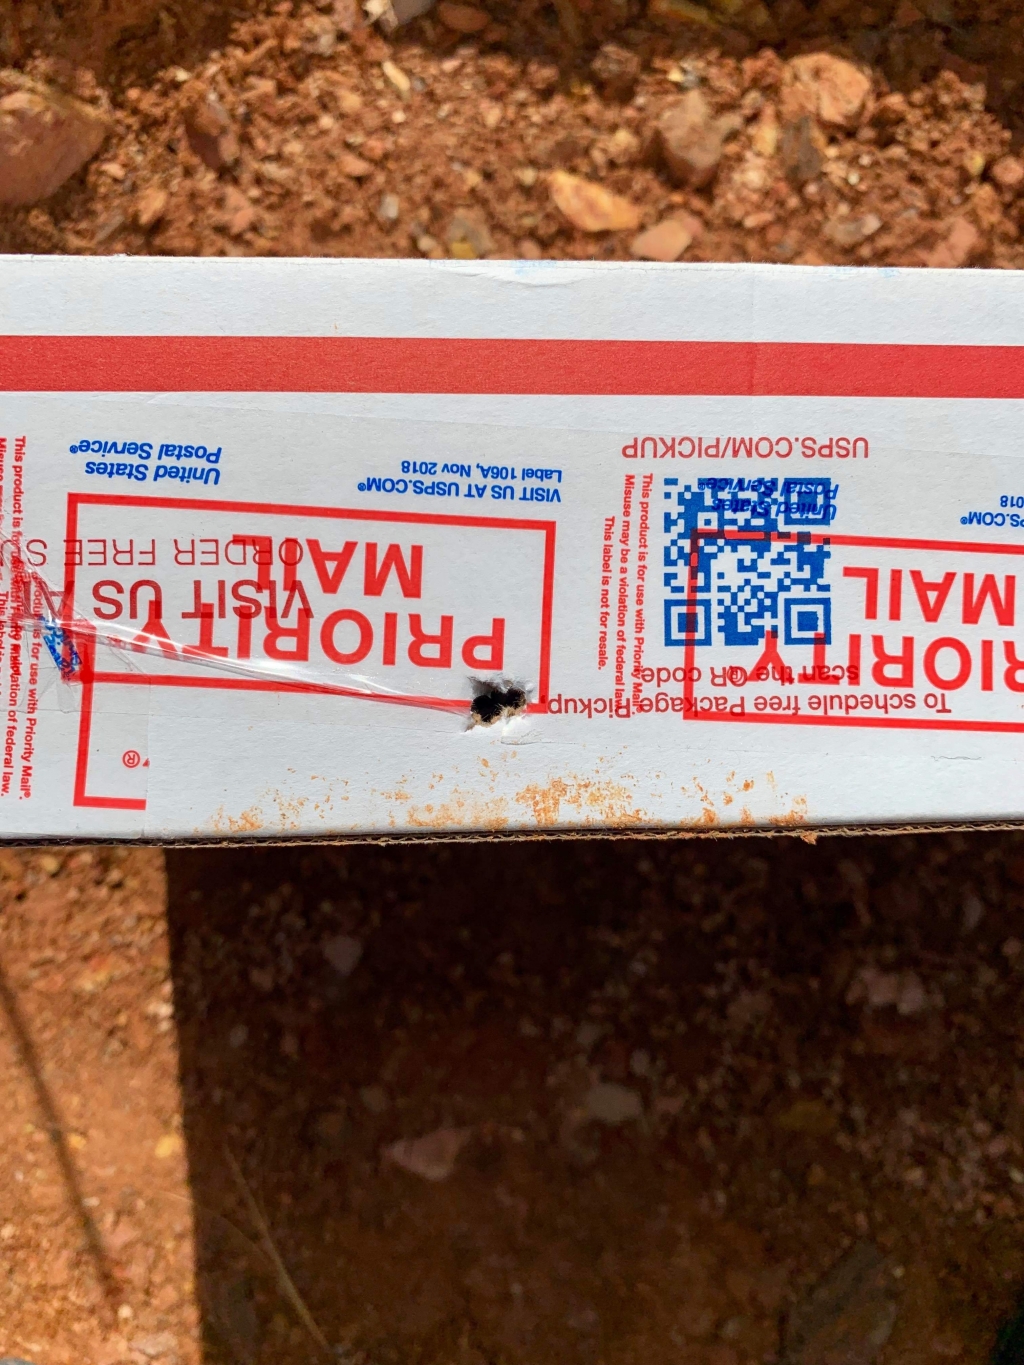 To schedule free Package Pickup,
scan the QR code.
USPS.COM/PICKUP
PRIORITY
MAIL
United States
Postal Service®
VISIT US AT USPS.COM®
Label 106A, Nov 2018
This product is for use with Priority Mail®.
Misuse may be a violation of federal law.
This label is not for resale.
PRIORITY
MAIL
United States
Postal Service®
VISIT US
ORDER FREE
®